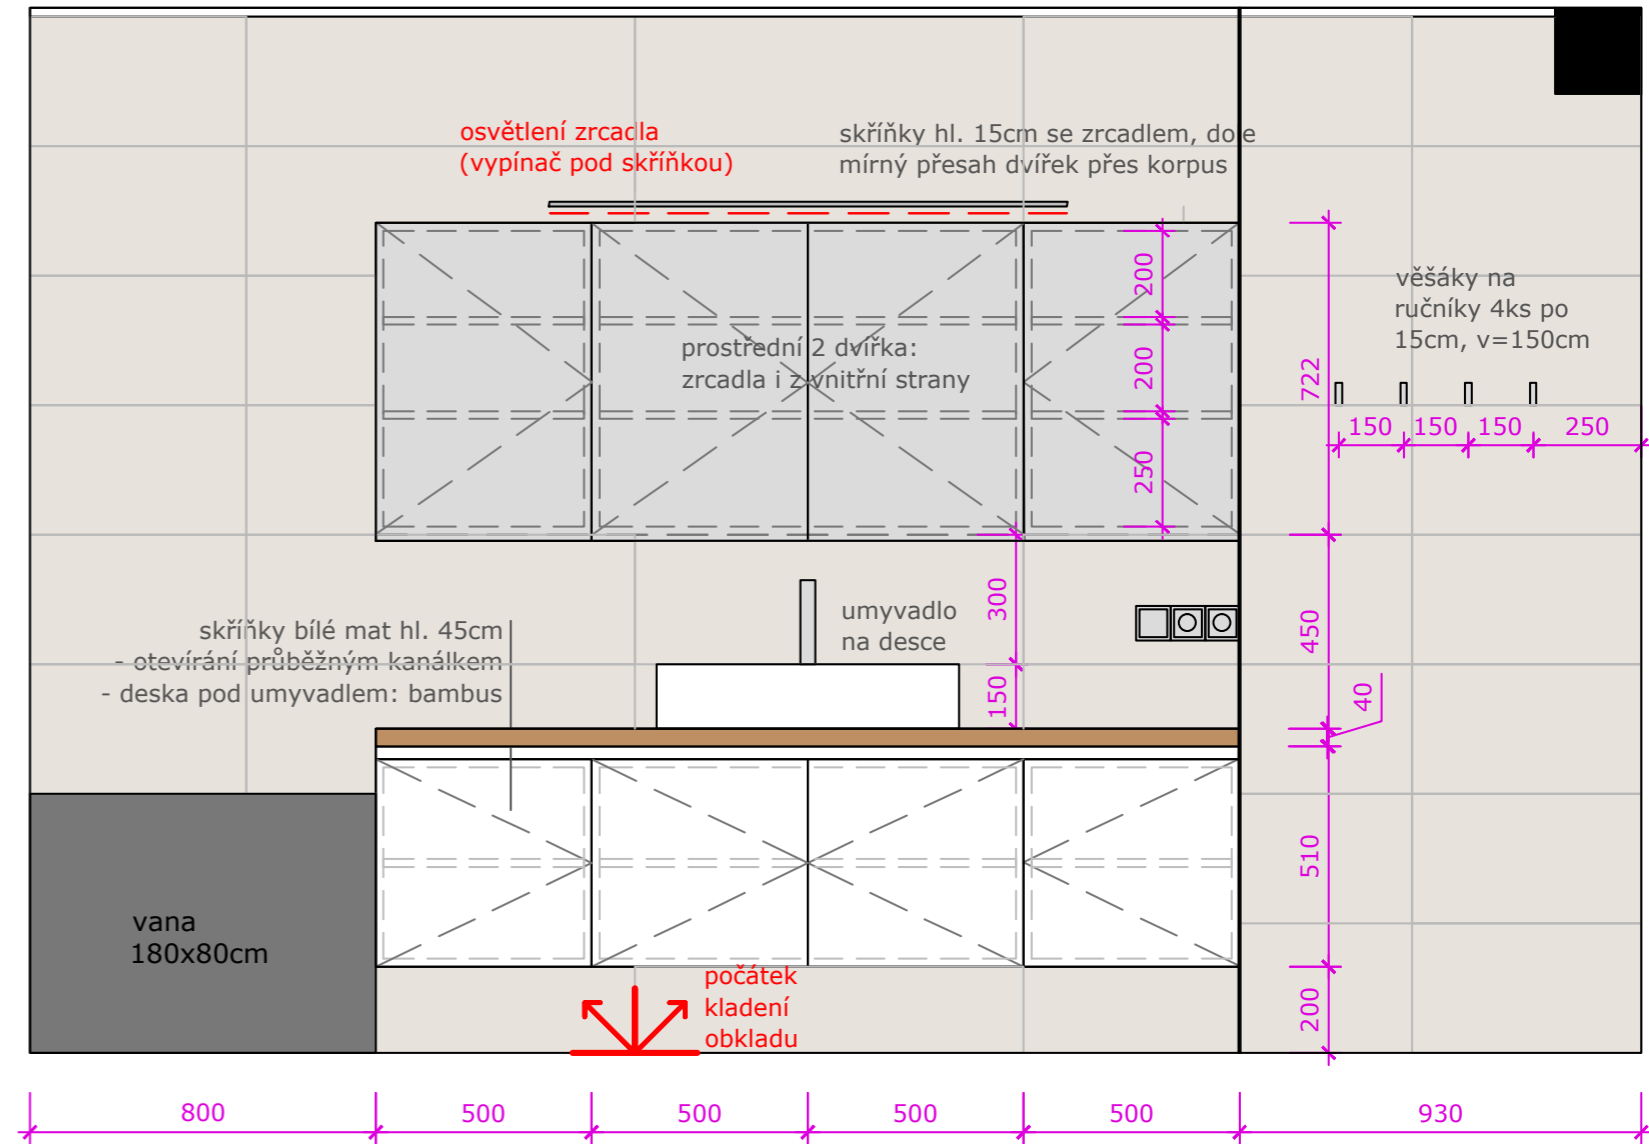 osvětlení zrcadla
(vypínač pod skříňkou)
skříňky hl. 15cm se zrcadlem, dole
mírný přesah dvířek přes korpus
věšáky na
ručníky 4ks po
15cm, v=150cm
prostřední 2 dvířka:
zrcadla i z vnitřní strany
200
200
250
722
150
150
150
250
umyvadlo
na desce
300
150
450
40
skříňky bílé mat hl. 45cm
- otevírání průběžným kanálkem
- deska pod umyvadlem: bambus
510
200
vana
180x80cm
počátek
kladení
obkladu
800
500
500
500
500
930